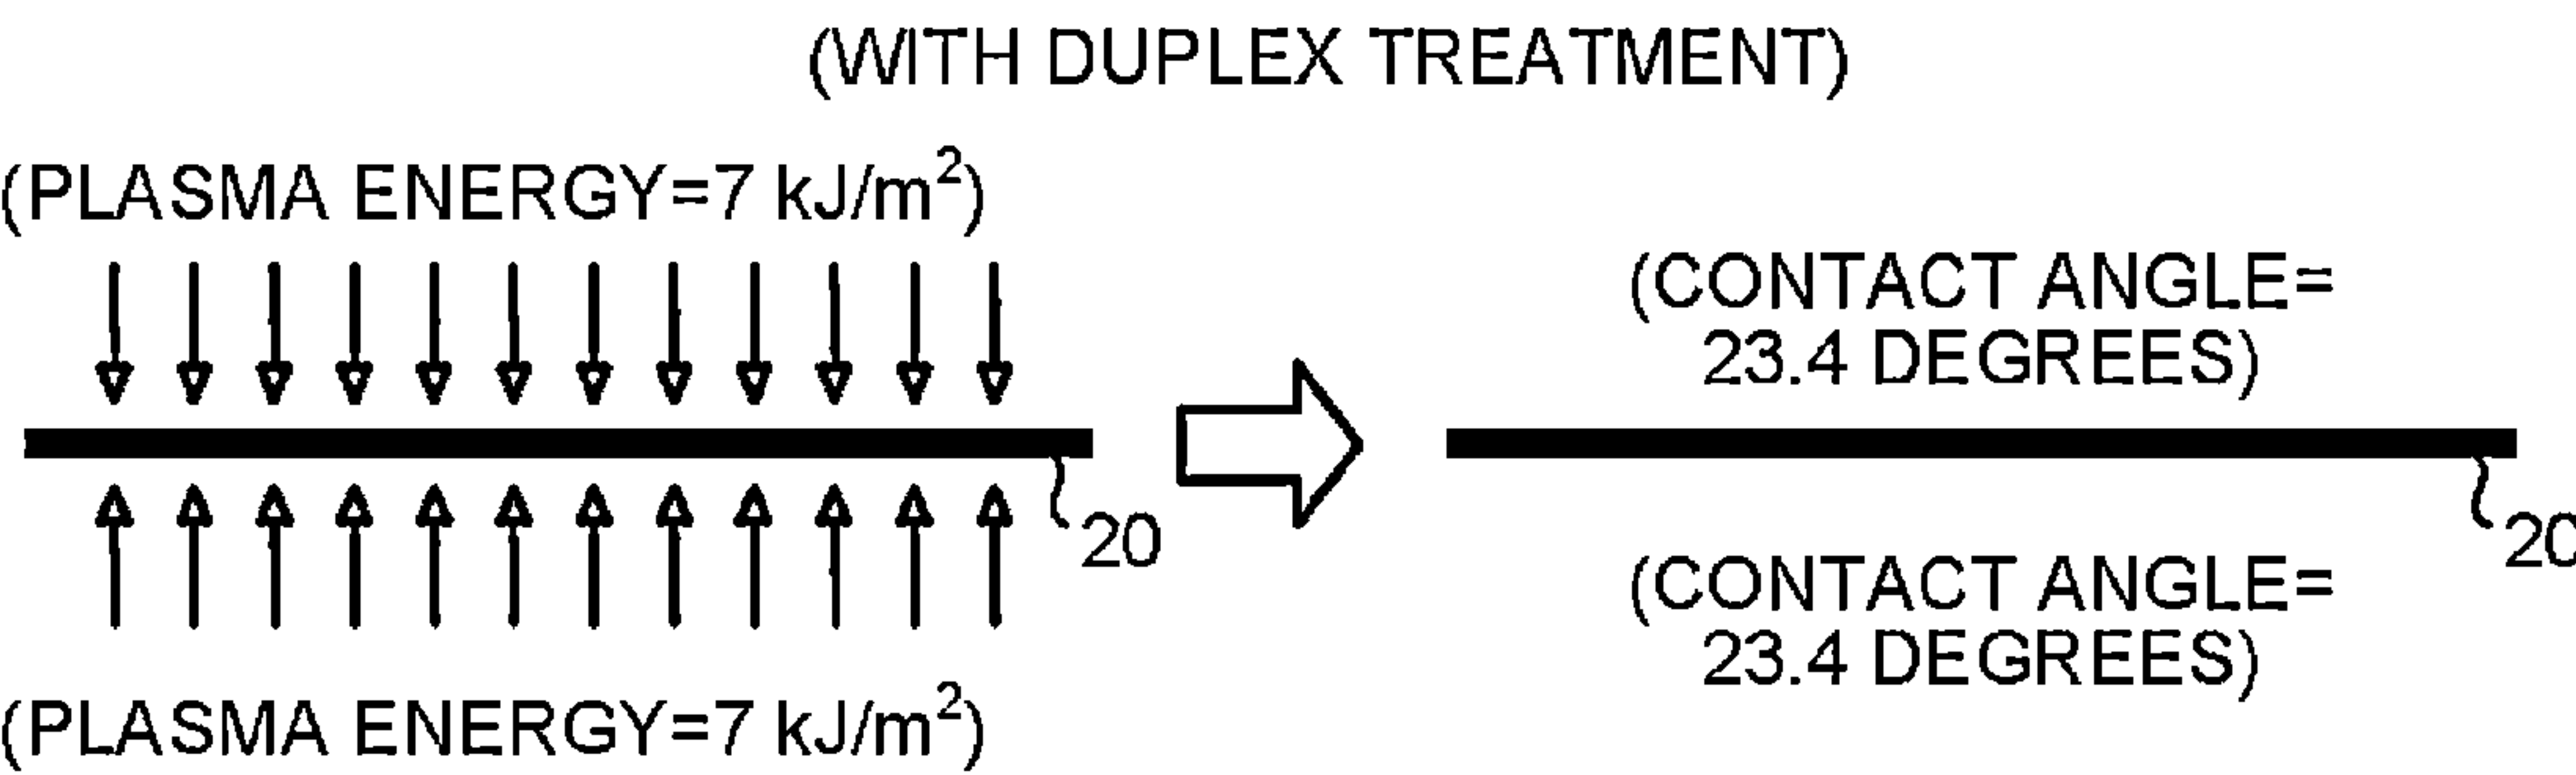 (WITH DUPLEX TREATMENT)
(PLASMA ENERGY=7 kJ/m²)
(CONTACT ANGLE=
23.4 DEGREES)
20
20
(CONTACT ANGLE=
23.4 DEGREES)
(PLASMA ENERGY=7 kJ/m²)